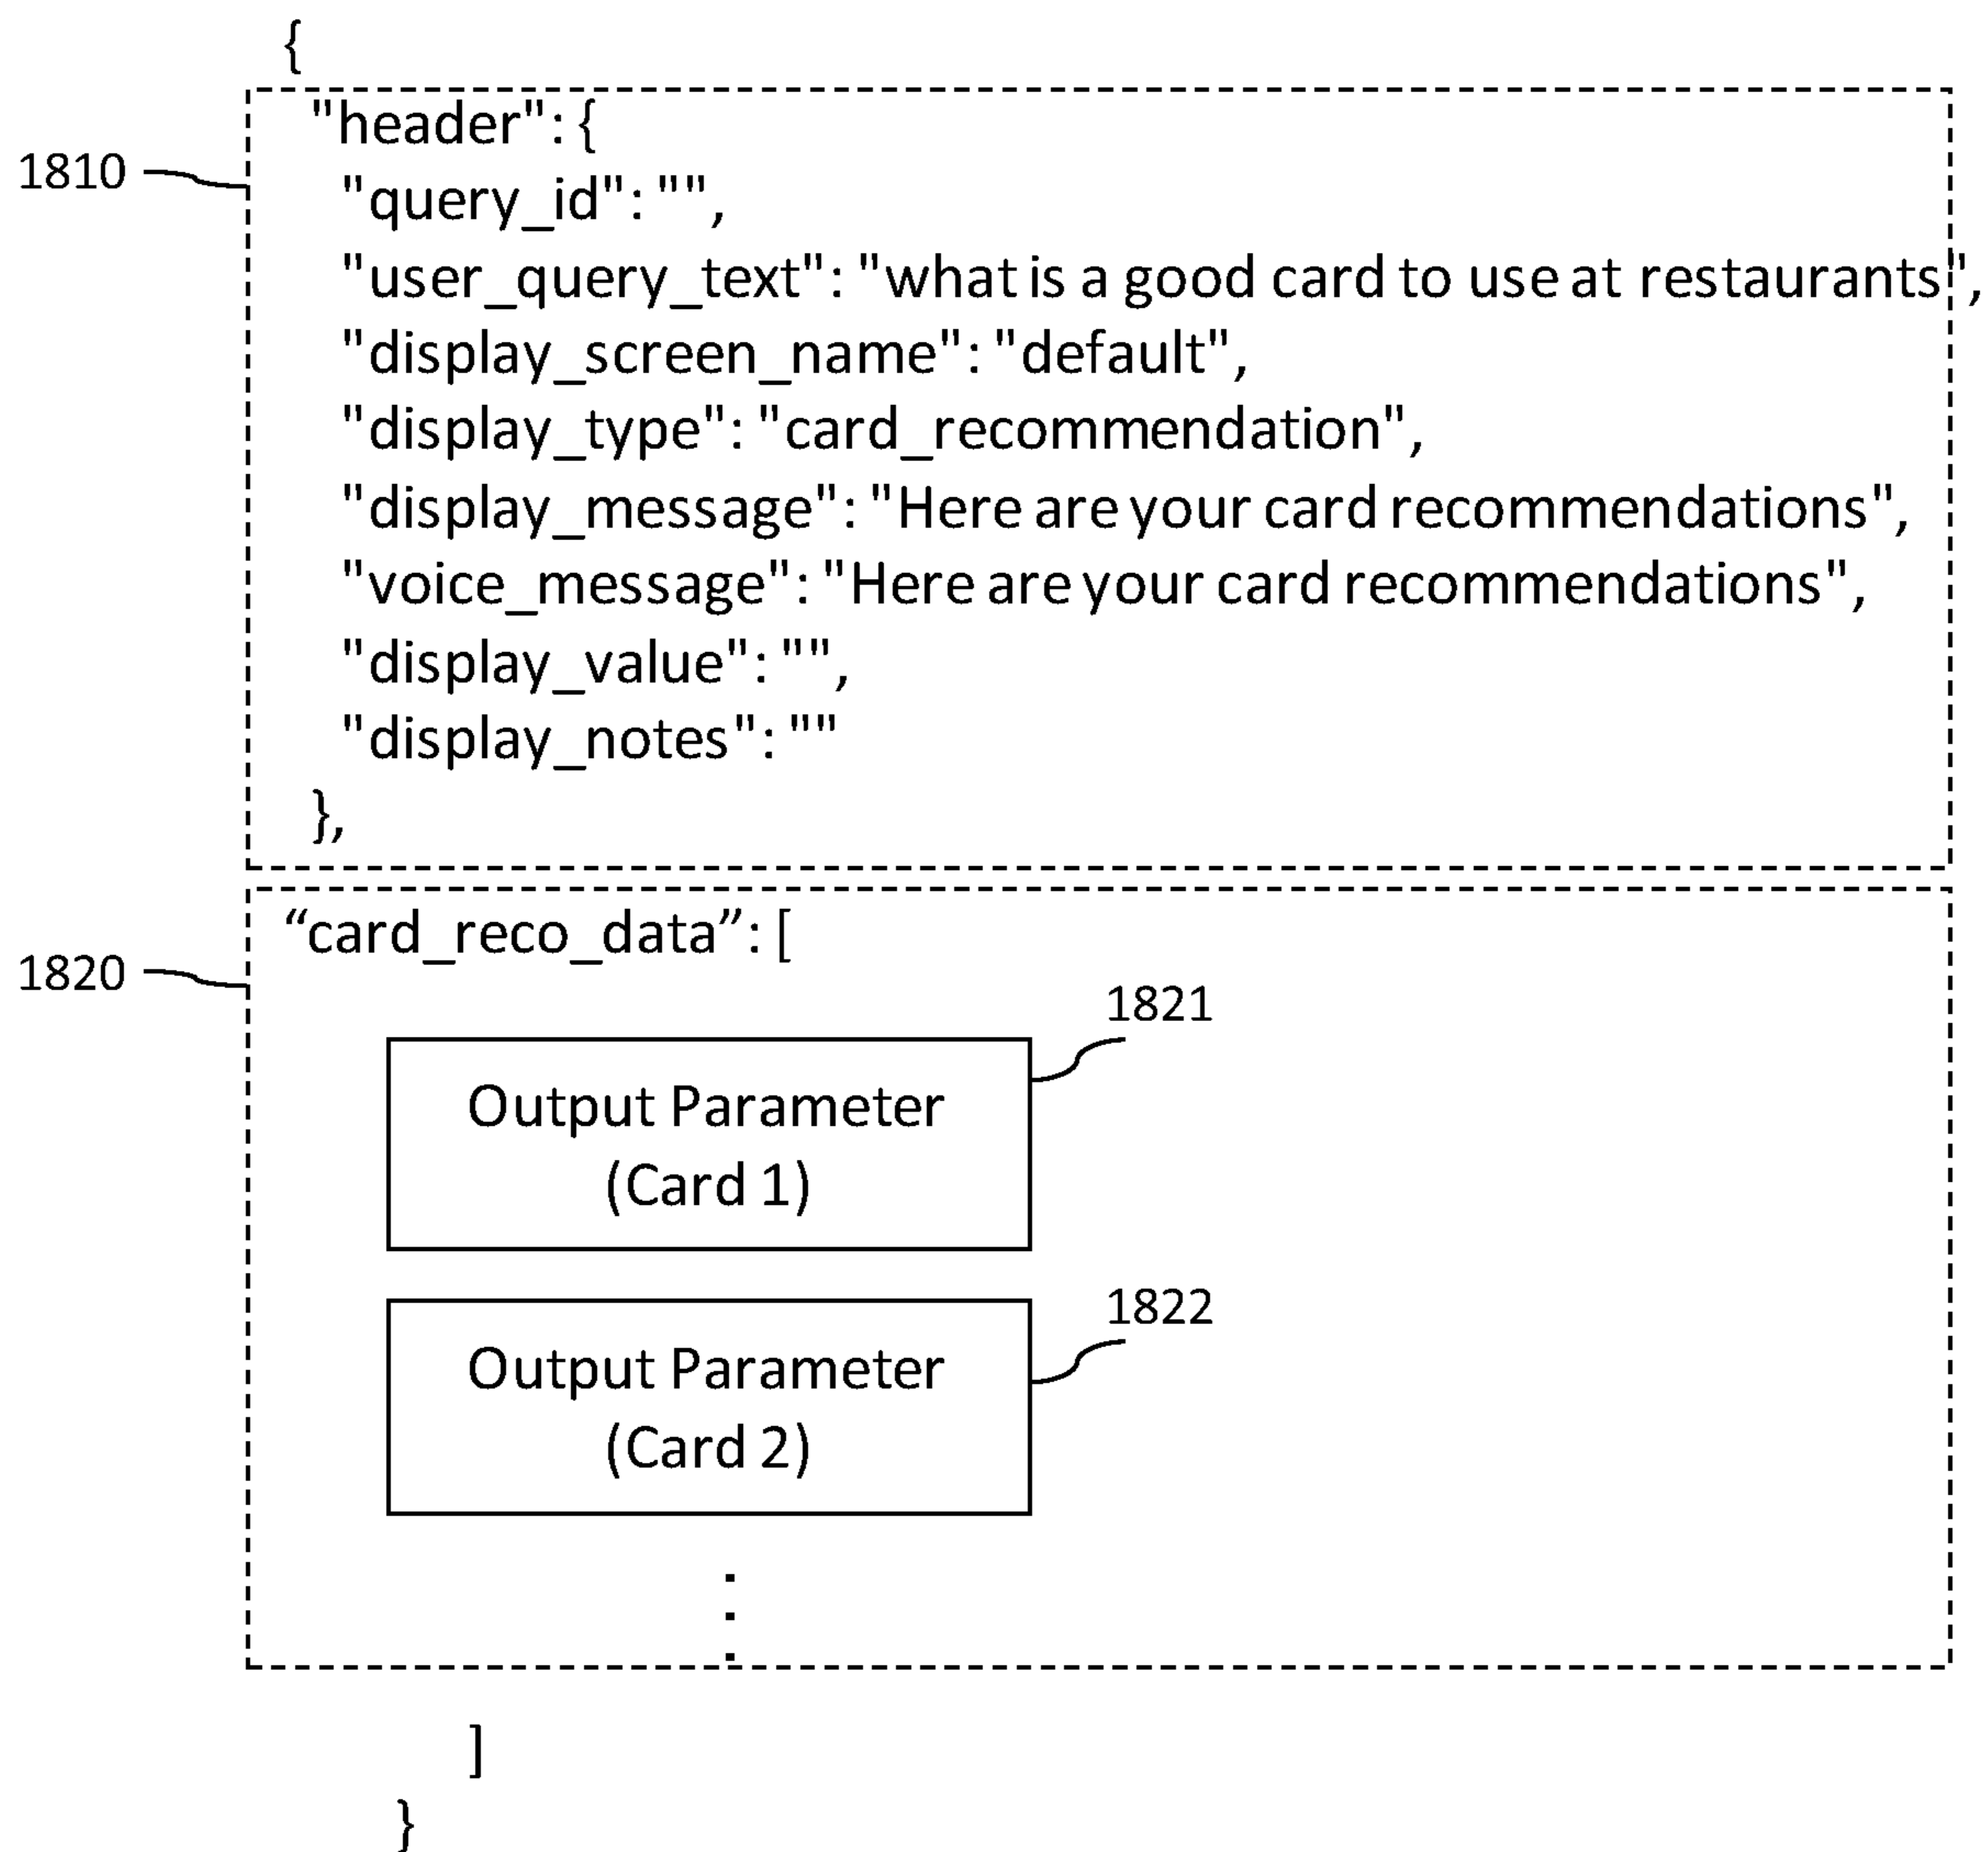 {
"header": {
1810
"query_id": "",
"user_query_text": "what is a good card to use at restaurants",
"display_screen_name": "default",
"display_type": "card_recommendation",
"display_message": "Here are your card recommendations",
"voice_message": "Here are your card recommendations",
"display_value": "",
"display_notes": ""
},
“card_reco_data”: [
1820
1821
Output Parameter
(Card 1)
1822
Output Parameter
(Card 2)
.
.
.
]
}